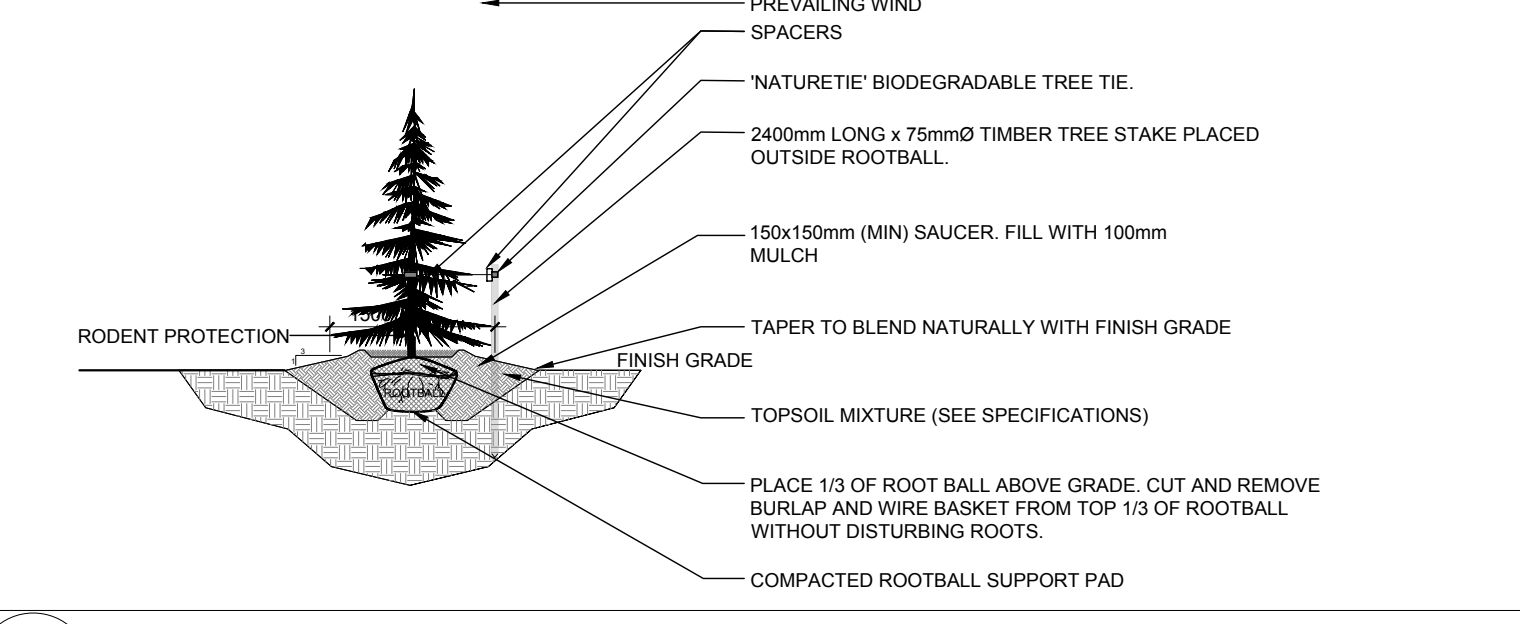 PREVAILING WIND
SPACERS
'NATURETIE' BIODEGRADABLE TREE TIE.
2400mm LONG x 75mmØ TIMBER TREE STAKE PLACED
OUTSIDE ROOTBALL.
150x150mm (MIN) SAUCER. FILL WITH 100mm
MULCH
RODENT PROTECTION
TAPER TO BLEND NATURALLY WITH FINISH GRADE
3
1
FINISH GRADE
ROOTBALL
TOPSOIL MIXTURE (SEE SPECIFICATIONS)
PLACE 1/3 OF ROOT BALL ABOVE GRADE. CUT AND REMOVE
BURLAP AND WIRE BASKET FROM TOP 1/3 OF ROOTBALL
WITHOUT DISTURBING ROOTS.
COMPACTED ROOTBALL SUPPORT PAD